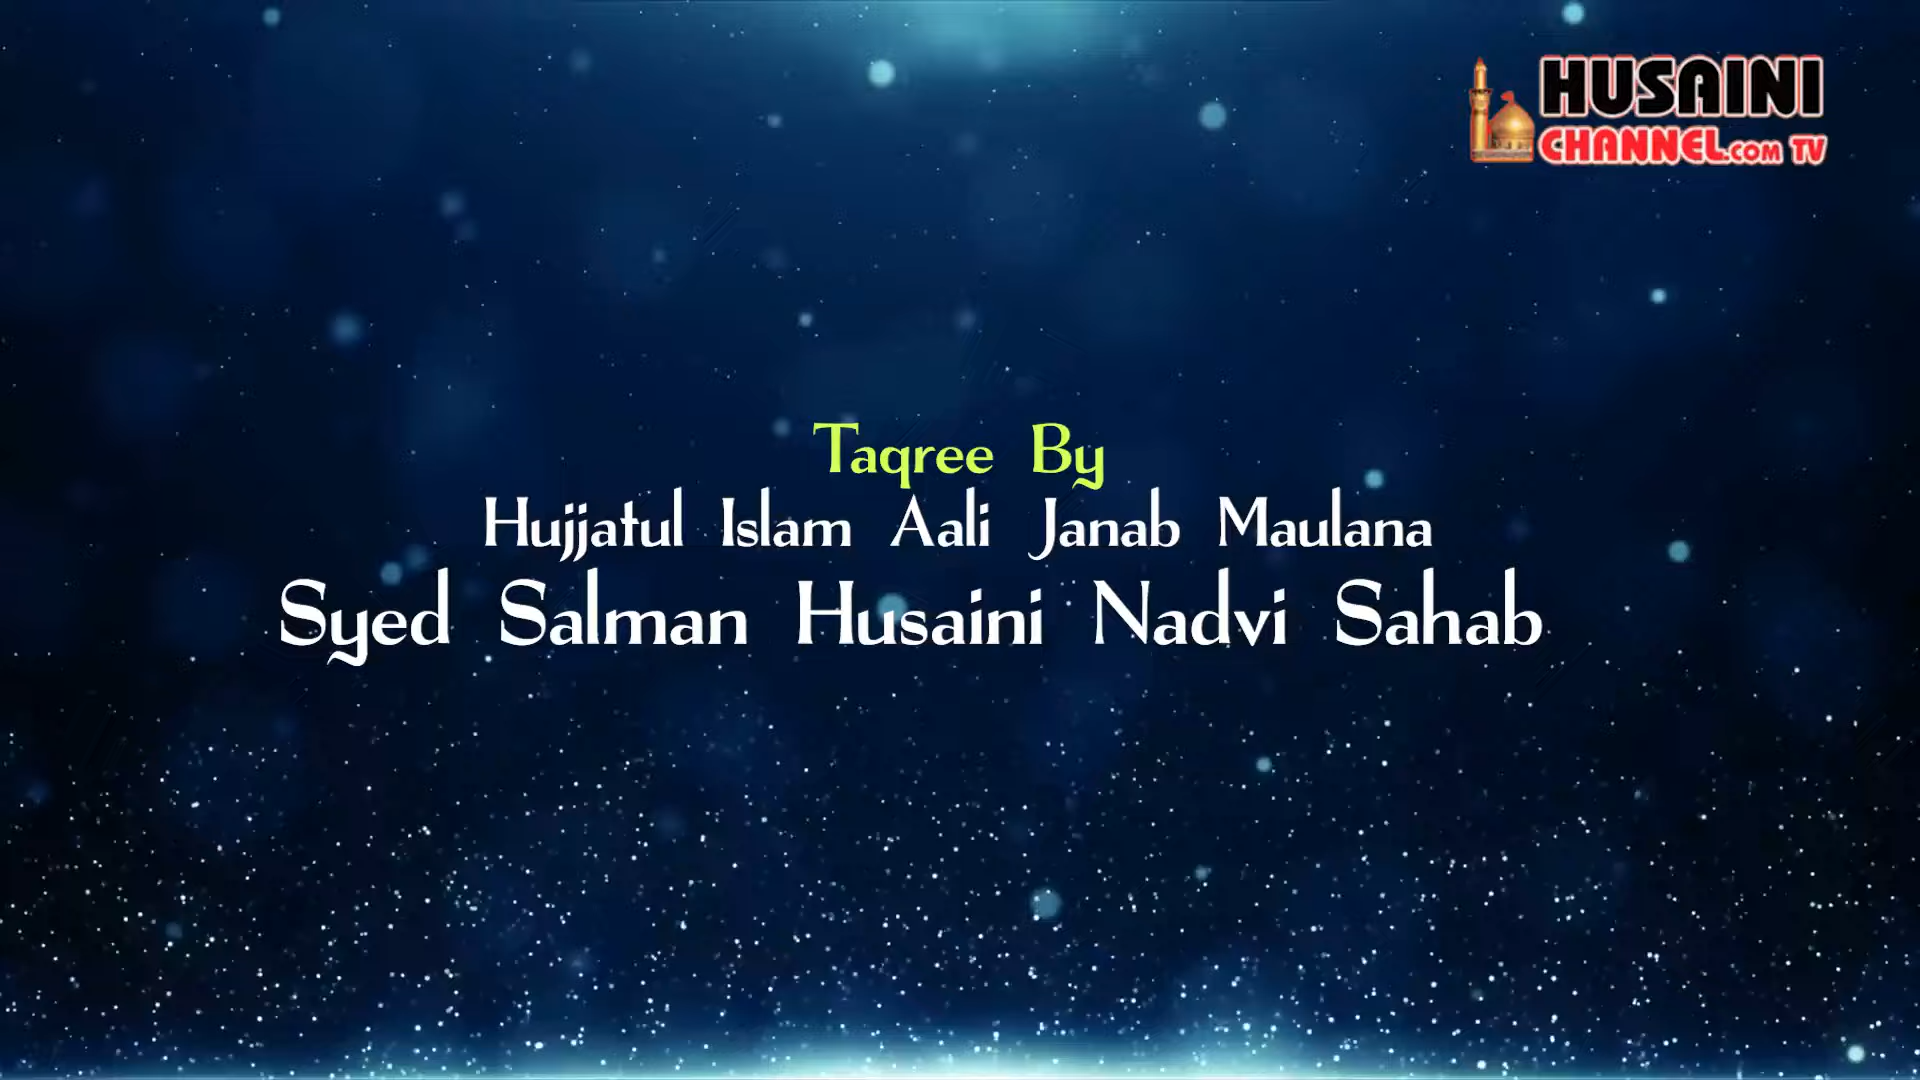 HUSAINI
CHANNEL.COM TV
Taqree By
Hujjatul Islam Aali Janab Maulana
Syed Salman Husaini Nadvi Sahab